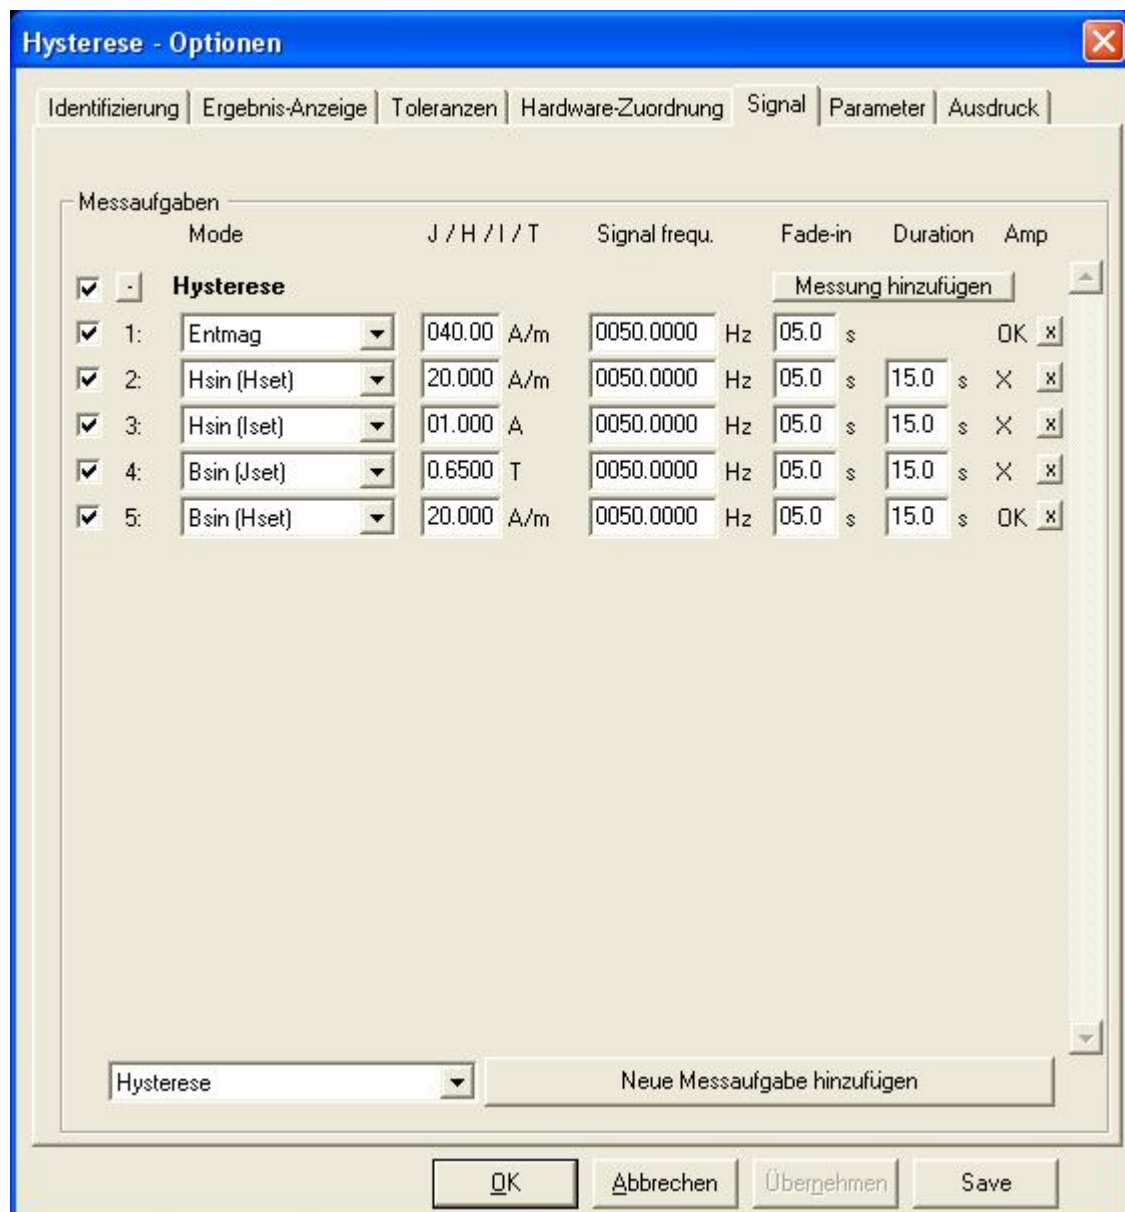 Hysterese - Optionen
Identifizierung Ergebnis-Anzeige Toleranzen Hardware-Zuordnung Signal Parameter Ausdruck
Messaufgaben
Mode J / H / I / T Signal frequ. Fade-in Duration Amp
- Hysterese Messung hinzufügen
1: Entmag 040.00 A/m 0050.0000 Hz 05.0 s OK x
2: Hsin (Hset) 20.000 A/m 0050.0000 Hz 05.0 s 15.0 s X x
3: Hsin (Iset) 01.000 A 0050.0000 Hz 05.0 s 15.0 s X x
4: Bsin (Jset) 0.6500 T 0050.0000 Hz 05.0 s 15.0 s X x
5: Bsin (Hset) 20.000 A/m 0050.0000 Hz 05.0 s 15.0 s OK x
Hysterese Neue Messaufgabe hinzufügen
OK Abbrechen Übernehmen Save